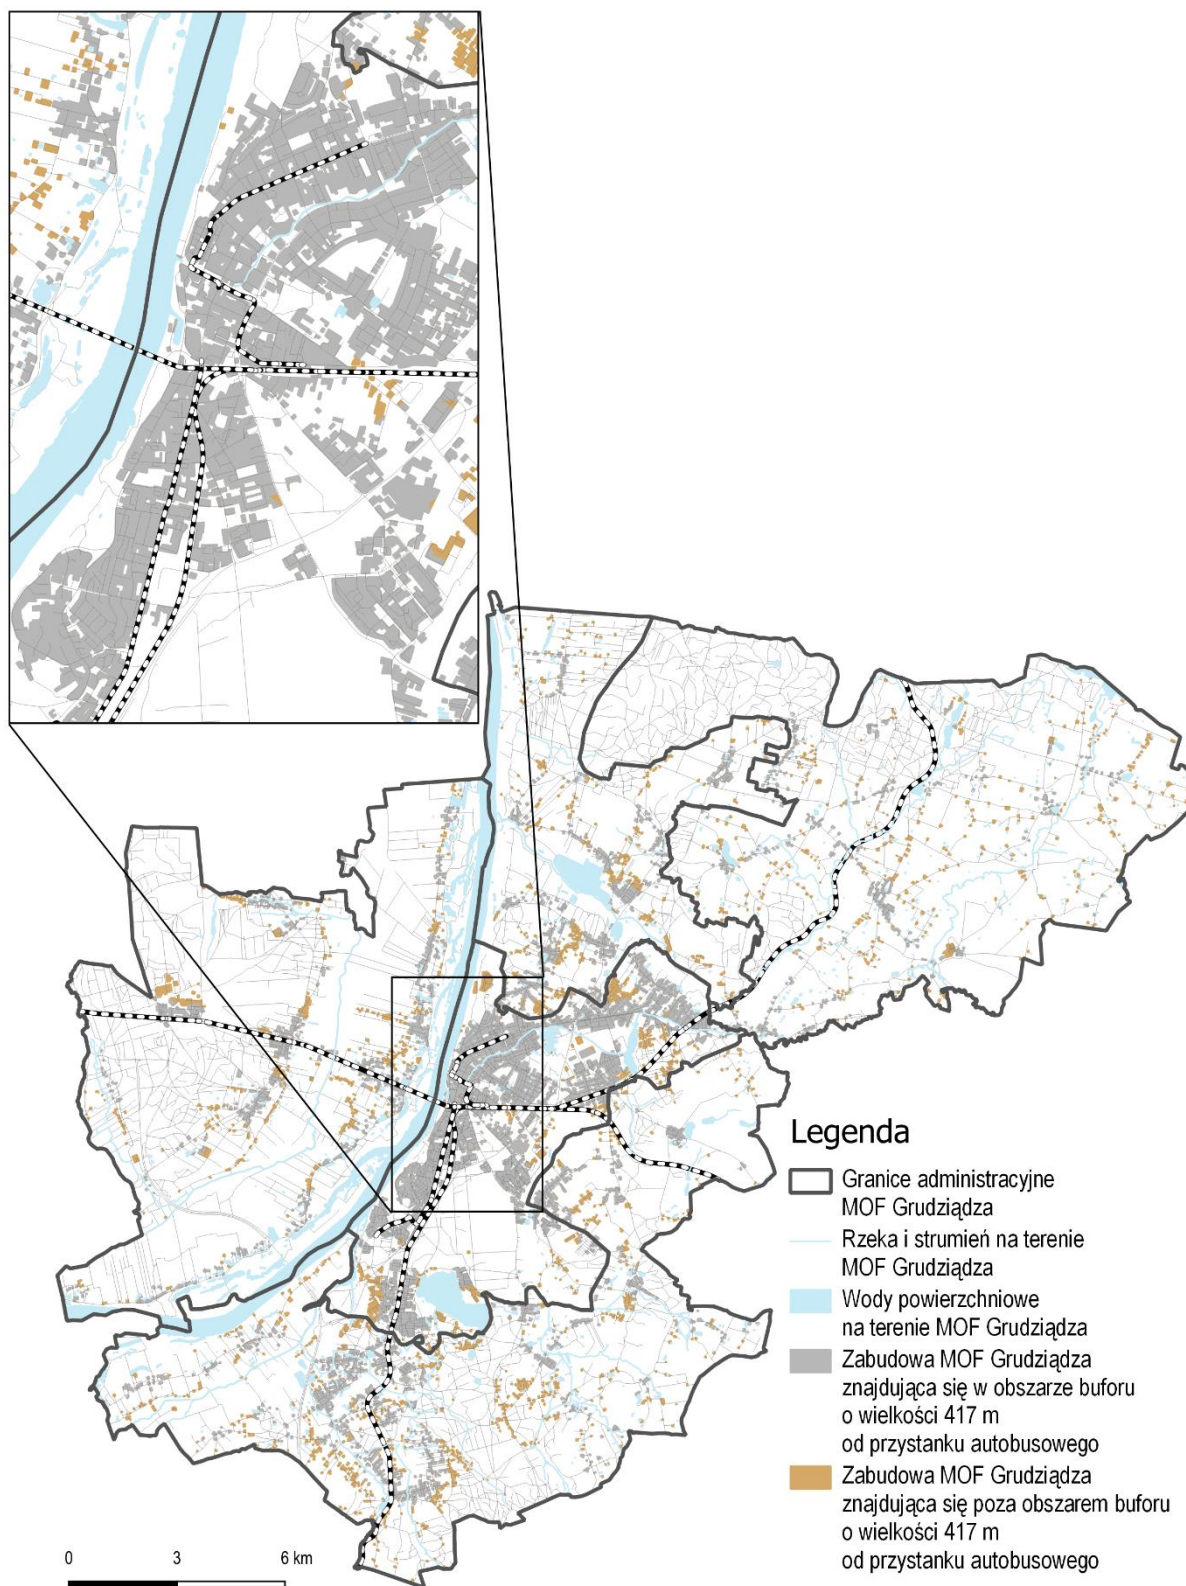 Legenda
Granice administracyjne
MOF Grudziądza
Rzeka i strumień na terenie
MOF Grudziądza
Wody powierzchniowe
na terenie MOF Grudziądza
Zabudowa MOF Grudziądza
znajdująca się w obszarze buforu
o wielkości 417 m
od przystanku autobusowego
Zabudowa MOF Grudziądza
znajdująca się poza obszarem buforu
o wielkości 417 m
od przystanku autobusowego
0 3 6 km